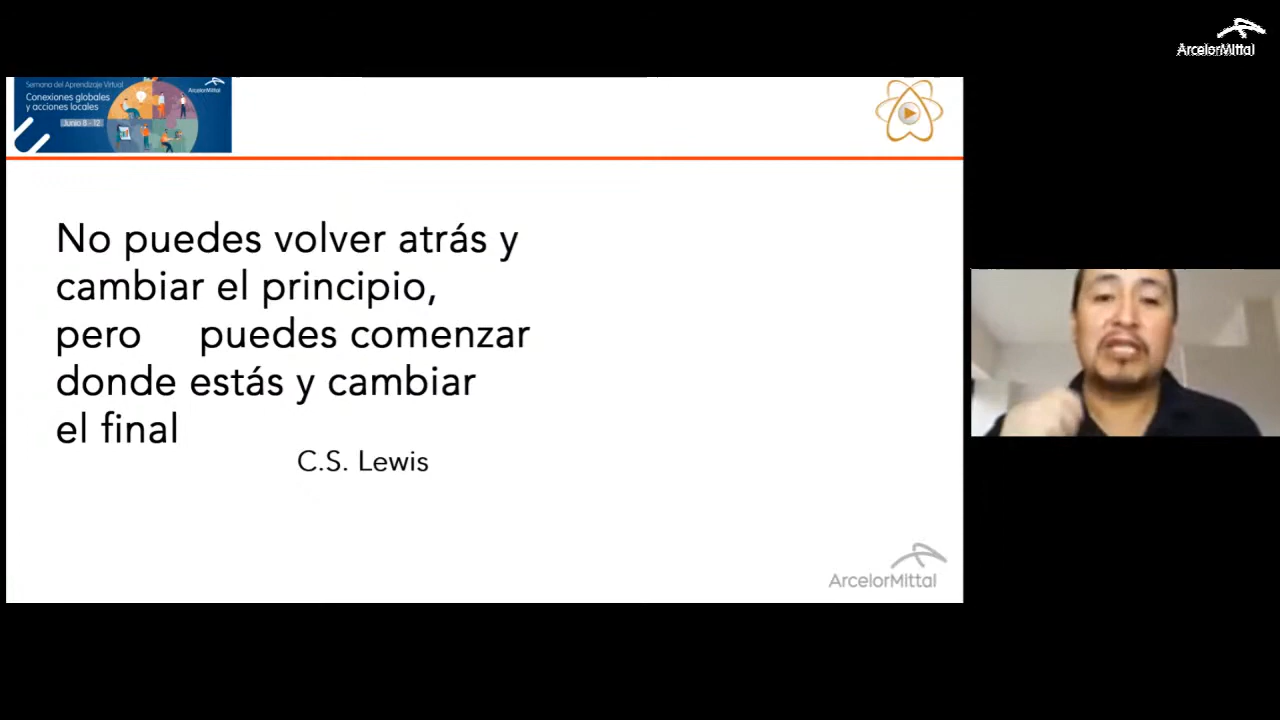 ArcelorMittal
Semana del Aprendizaje Virtual
Conexiones globales
y acciones locales
Junio 8 - 12
ArcelorMittal
No puedes volver atrás y
cambiar el principio,
pero puedes comenzar
donde estás y cambiar
el final
C.S. Lewis
ArcelorMittal